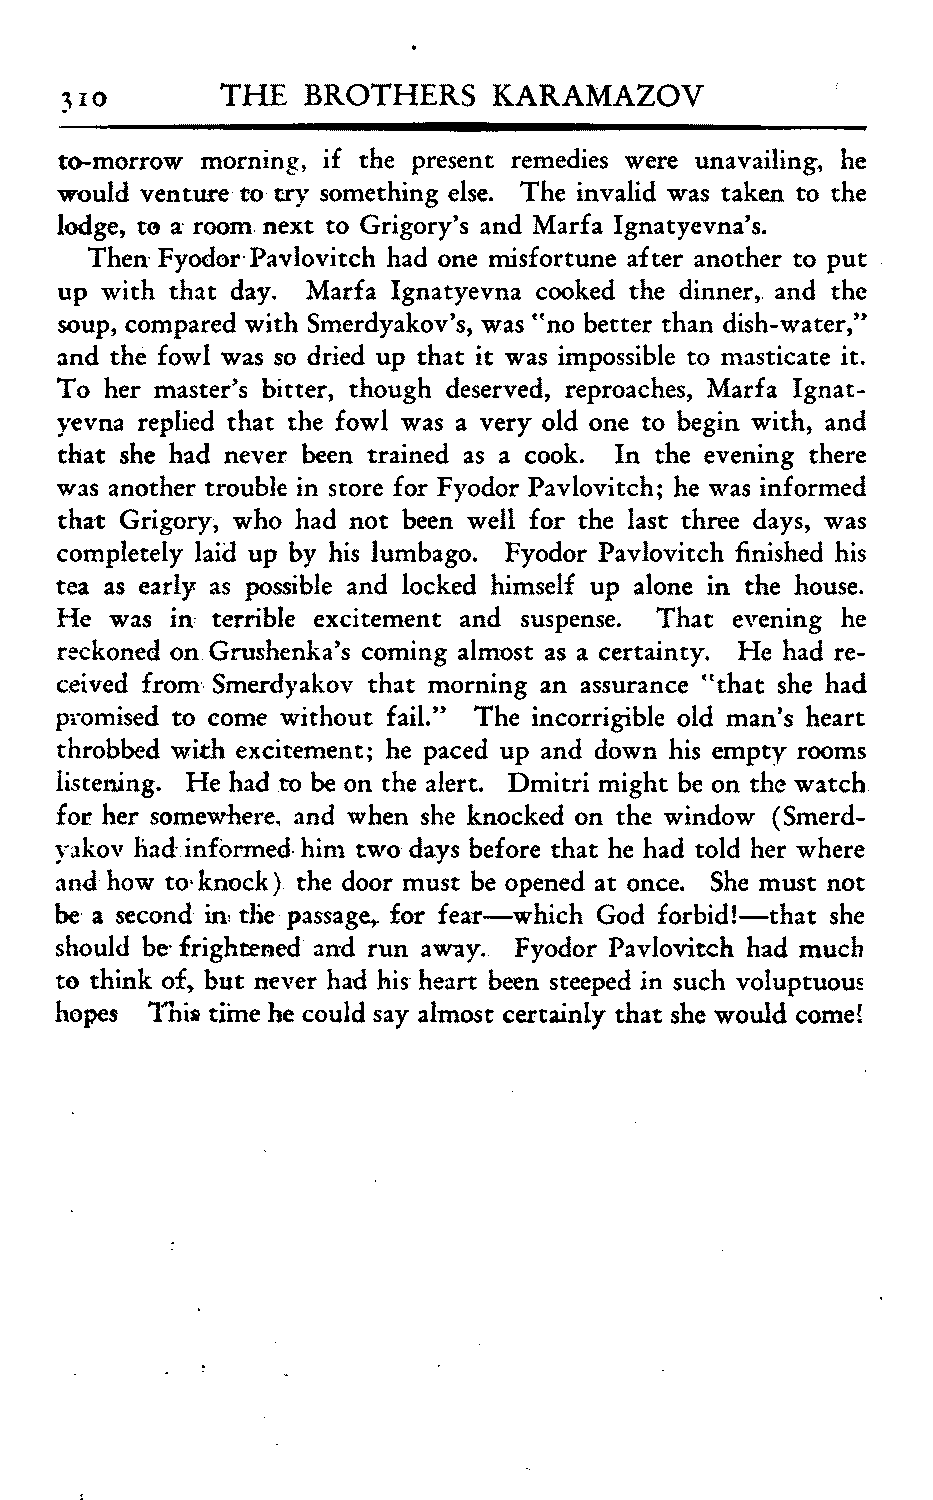 310 THE BROTHERS KARAMAZOV
to-morrow morning, if the present remedies were unavailing, he
would venture to try something else. The invalid was taken to the
lodge, to a room next to Grigory's and Marfa Ignatyevna's.
Then Fyodor Pavlovitch had one misfortune after another to put
up with that day. Marfa Ignatyevna cooked the dinner, and the
soup, compared with Smerdyakov's, was "no better than dish-water,"
and the fowl was so dried up that it was impossible to masticate it.
To her master's bitter, though deserved, reproaches, Marfa Ignat-
yevna replied that the fowl was a very old one to begin with, and
that she had never been trained as a cook. In the evening there
was another trouble in store for Fyodor Pavlovitch; he was informed
that Grigory, who had not been well for the last three days, was
completely laid up by his lumbago. Fyodor Pavlovitch finished his
tea as early as possible and locked himself up alone in the house.
He was in terrible excitement and suspense. That evening he
reckoned on Grushenka's coming almost as a certainty. He had re-
ceived from Smerdyakov that morning an assurance "that she had
promised to come without fail." The incorrigible old man's heart
throbbed with excitement; he paced up and down his empty rooms
listening. He had to be on the alert. Dmitri might be on the watch
for her somewhere, and when she knocked on the window (Smerd-
yakov had informed him two days before that he had told her where
and how to knock) the door must be opened at once. She must not
be a second in the passage, for fear—which God forbid!—that she
should be frightened and run away. Fyodor Pavlovitch had much
to think of, but never had his heart been steeped in such voluptuous
hopes This time he could say almost certainly that she would come!